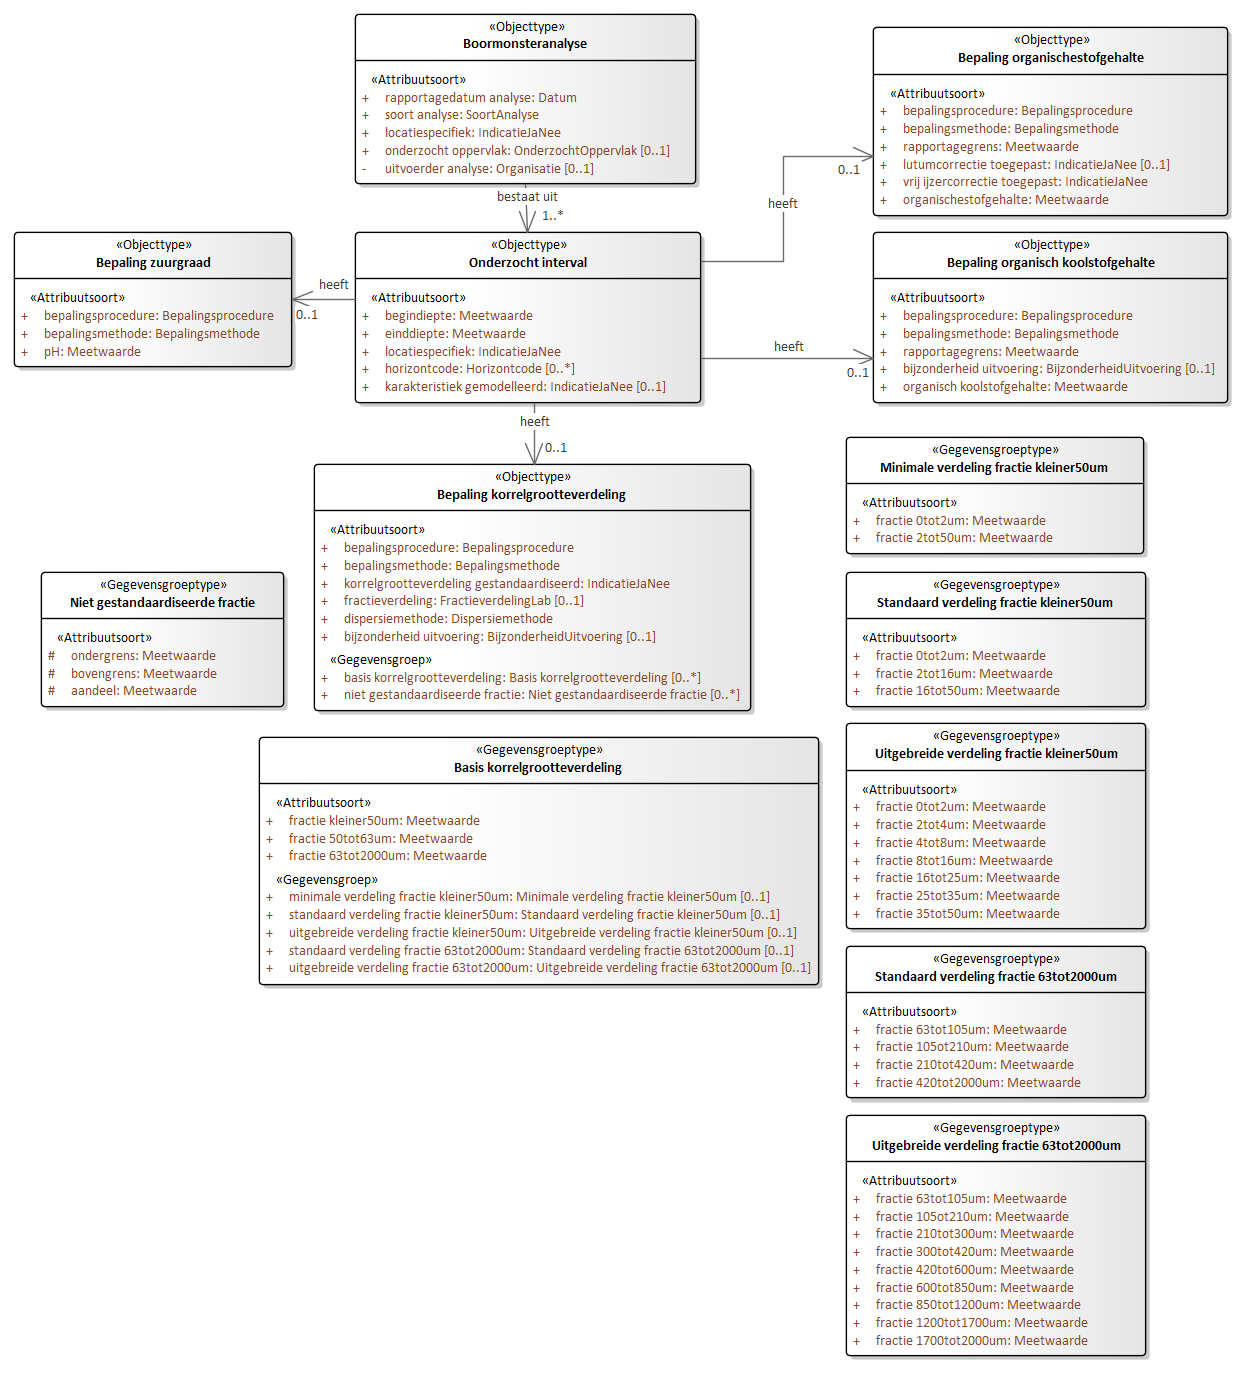 «Objecttype»
Boormonsteranalyse
«Attribuutsoort»
+ rapportagedatum analyse: Datum
+ soort analyse: SoortAnalyse
+ locatiespecifiek: IndicatieJaNee
+ onderzocht oppervlak: OnderzochtOppervlak [0..1]
- uitvoerder analyse: Organisatie [0..1]
bestaat uit
1..*
«Objecttype»
Bepaling organischestofgehalte
«Attribuutsoort»
+ bepalingsprocedure: Bepalingsprocedure
+ bepalingsmethode: Bepalingsmethode
+ rapportagegrens: Meetwaarde
+ lutumcorrectie toegepast: IndicatieJaNee [0..1]
+ vrij ijzercorrectie toegepast: IndicatieJaNee
+ organischestofgehalte: Meetwaarde
0..1
heeft
«Objecttype»
Bepaling zuurgraad
«Attribuutsoort»
+ bepalingsprocedure: Bepalingsprocedure
+ bepalingsmethode: Bepalingsmethode
+ pH: Meetwaarde
heeft
0..1
«Objecttype»
Onderzocht interval
«Attribuutsoort»
+ begindiepte: Meetwaarde
+ einddiepte: Meetwaarde
+ locatiespecifiek: IndicatieJaNee
+ horizontcode: Horizontcode [0..*]
+ karakteristiek gemodelleerd: IndicatieJaNee [0..1]
heeft
0..1
«Objecttype»
Bepaling organisch koolstofgehalte
«Attribuutsoort»
+ bepalingsprocedure: Bepalingsprocedure
+ bepalingsmethode: Bepalingsmethode
+ rapportagegrens: Meetwaarde
+ bijzonderheid uitvoering: BijzonderheidUitvoering [0..1]
+ organisch koolstofgehalte: Meetwaarde
heeft
0..1
«Objecttype»
Bepaling korrelgrootteverdeling
«Attribuutsoort»
+ bepalingsprocedure: Bepalingsprocedure
+ bepalingsmethode: Bepalingsmethode
+ korrelgrootteverdeling gestandaardiseerd: IndicatieJaNee
+ fractieverdeling: FractieverdelingLab [0..1]
+ dispersiemethode: Dispersiemethode
+ bijzonderheid uitvoering: BijzonderheidUitvoering [0..1]
«Gegevensgroep»
+ basis korrelgrootteverdeling: Basis korrelgrootteverdeling [0..*]
+ niet gestandaardiseerde fractie: Niet gestandaardiseerde fractie [0..*]
«Gegevensgroeptype»
Niet gestandaardiseerde fractie
«Attribuutsoort»
# ondergrens: Meetwaarde
# bovengrens: Meetwaarde
# aandeel: Meetwaarde
«Gegevensgroeptype»
Basis korrelgrootteverdeling
«Attribuutsoort»
+ fractie kleiner50um: Meetwaarde
+ fractie 50tot63um: Meetwaarde
+ fractie 63tot2000um: Meetwaarde
«Gegevensgroep»
+ minimale verdeling fractie kleiner50um: Minimale verdeling fractie kleiner50um [0..1]
+ standaard verdeling fractie kleiner50um: Standaard verdeling fractie kleiner50um [0..1]
+ uitgebreide verdeling fractie kleiner50um: Uitgebreide verdeling fractie kleiner50um [0..1]
+ standaard verdeling fractie 63tot2000um: Standaard verdeling fractie 63tot2000um [0..1]
+ uitgebreide verdeling fractie 63tot2000um: Uitgebreide verdeling fractie 63tot2000um [0..1]
«Gegevensgroeptype»
Minimale verdeling fractie kleiner50um
«Attribuutsoort»
+ fractie 0tot2um: Meetwaarde
+ fractie 2tot50um: Meetwaarde
«Gegevensgroeptype»
Standaard verdeling fractie kleiner50um
«Attribuutsoort»
+ fractie 0tot2um: Meetwaarde
+ fractie 2tot16um: Meetwaarde
+ fractie 16tot50um: Meetwaarde
«Gegevensgroeptype»
Uitgebreide verdeling fractie kleiner50um
«Attribuutsoort»
+ fractie 0tot2um: Meetwaarde
+ fractie 2tot4um: Meetwaarde
+ fractie 4tot8um: Meetwaarde
+ fractie 8tot16um: Meetwaarde
+ fractie 16tot25um: Meetwaarde
+ fractie 25tot35um: Meetwaarde
+ fractie 35tot50um: Meetwaarde
«Gegevensgroeptype»
Standaard verdeling fractie 63tot2000um
«Attribuutsoort»
+ fractie 63tot105um: Meetwaarde
+ fractie 105ot210um: Meetwaarde
+ fractie 210tot420um: Meetwaarde
+ fractie 420tot2000um: Meetwaarde
«Gegevensgroeptype»
Uitgebreide verdeling fractie 63tot2000um
«Attribuutsoort»
+ fractie 63tot105um: Meetwaarde
+ fractie 105ot210um: Meetwaarde
+ fractie 210tot300um: Meetwaarde
+ fractie 300tot420um: Meetwaarde
+ fractie 420tot600um: Meetwaarde
+ fractie 600tot850um: Meetwaarde
+ fractie 850tot1200um: Meetwaarde
+ fractie 1200tot1700um: Meetwaarde
+ fractie 1700tot2000um: Meetwaarde